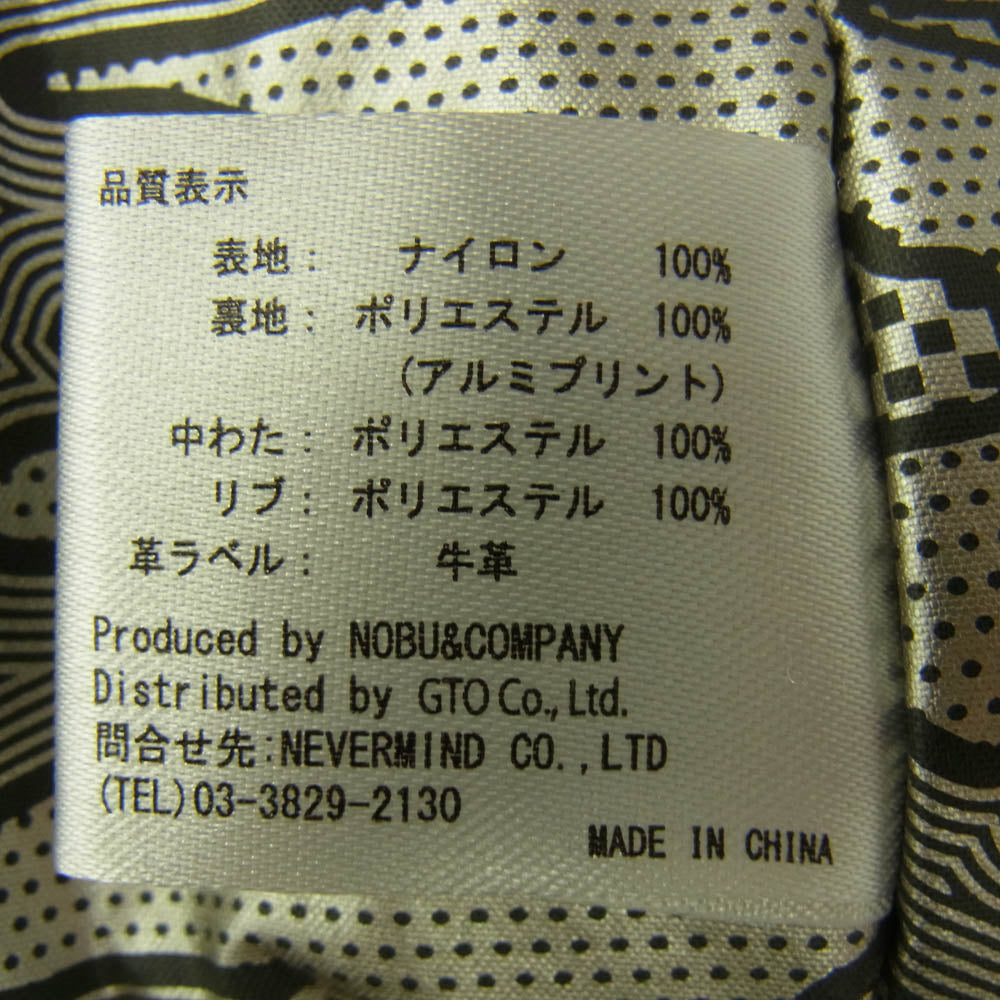 品質表示
表地: ナイロン 100%
裏地: ポリエステル 100%
(アルミプリント)
中わた: ポリエステル 100%
リブ: ポリエステル 100%
革ラベル: 牛革
Produced by NOBU&COMPANY
Distributed by GTO Co., Ltd.
問合せ先:NEVERMIND CO.,LTD
(TEL)03-3829-2130
MADE IN CHINA